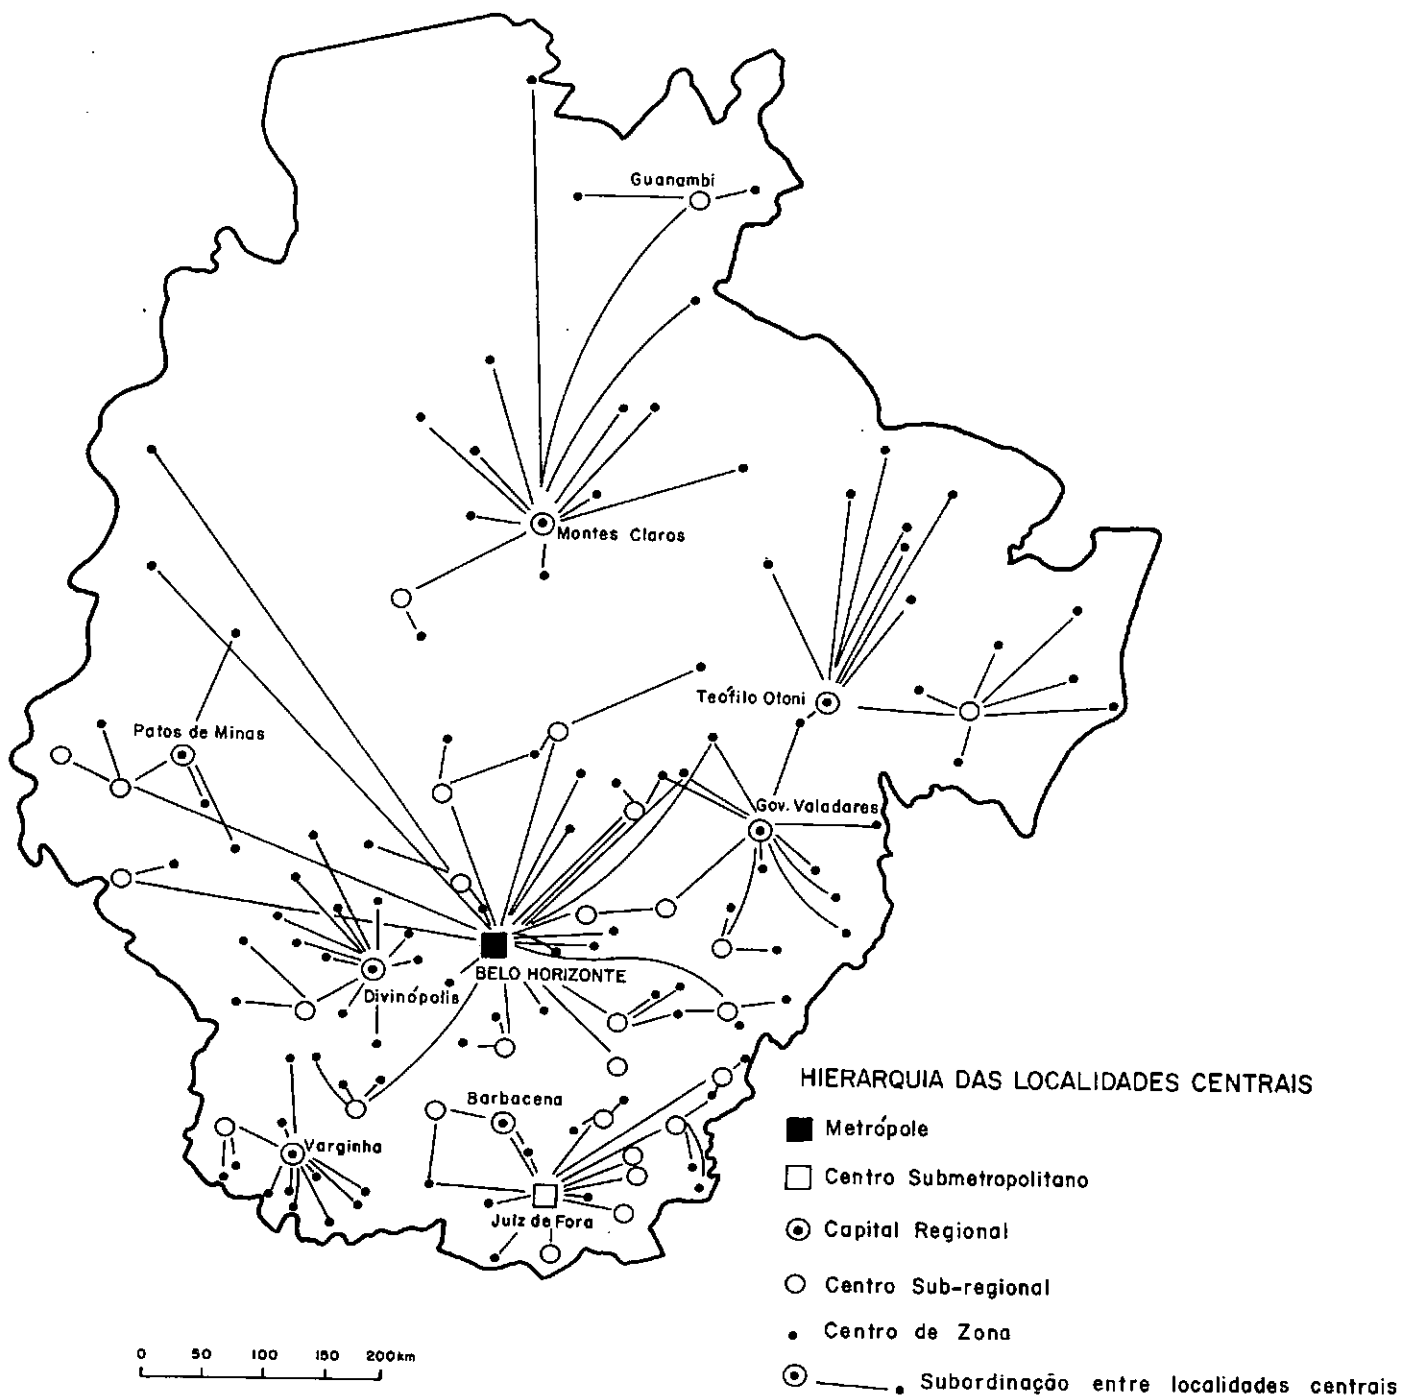 Guanambi
Montes Claros
Teófilo Otoni
Patos de Minas
Gov. Valadares
BELO HORIZONTE
Divinópolis
HIERARQUIA DAS LOCALIDADES CENTRAIS
Barbacena
Metrópole
Varginha
Centro Submetropolitano
Juiz de Fora
Capital Regional
Centro Sub-regional
Centro de Zona
0 50 100 150 200km
Subordinação entre localidades centrais